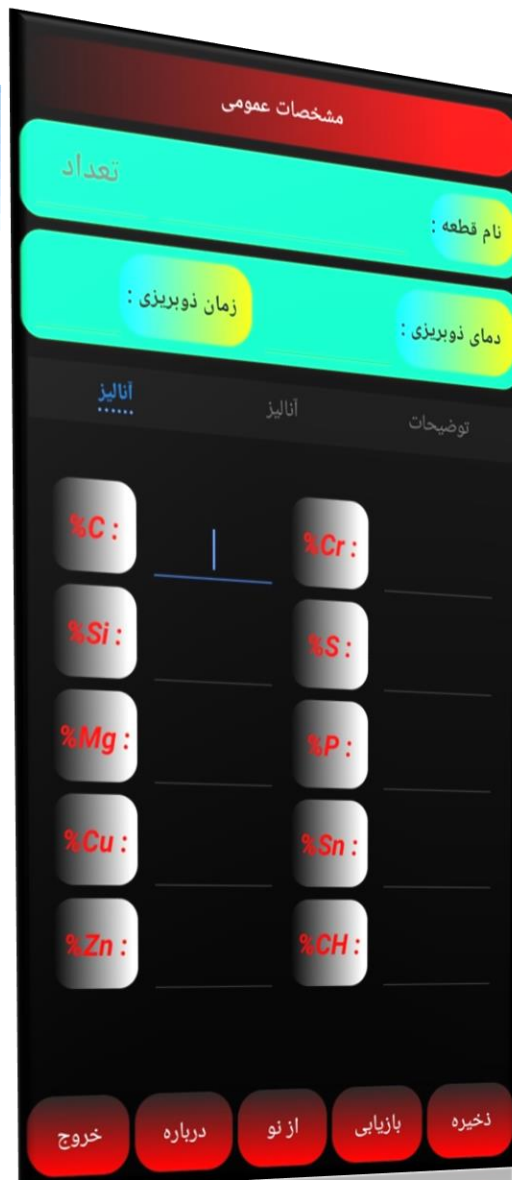 مشخصات عمومی
نام قطعه : تعداد
دمای ذوبریزی : زمان ذوبریزی :
توضیحات آنالیز آنالیز
%C : %Cr :
%Si : %S :
%Mg : %P :
%Cu : %Sn :
%Zn : %CH :
ذخیره بازیابی از نو درباره خروج